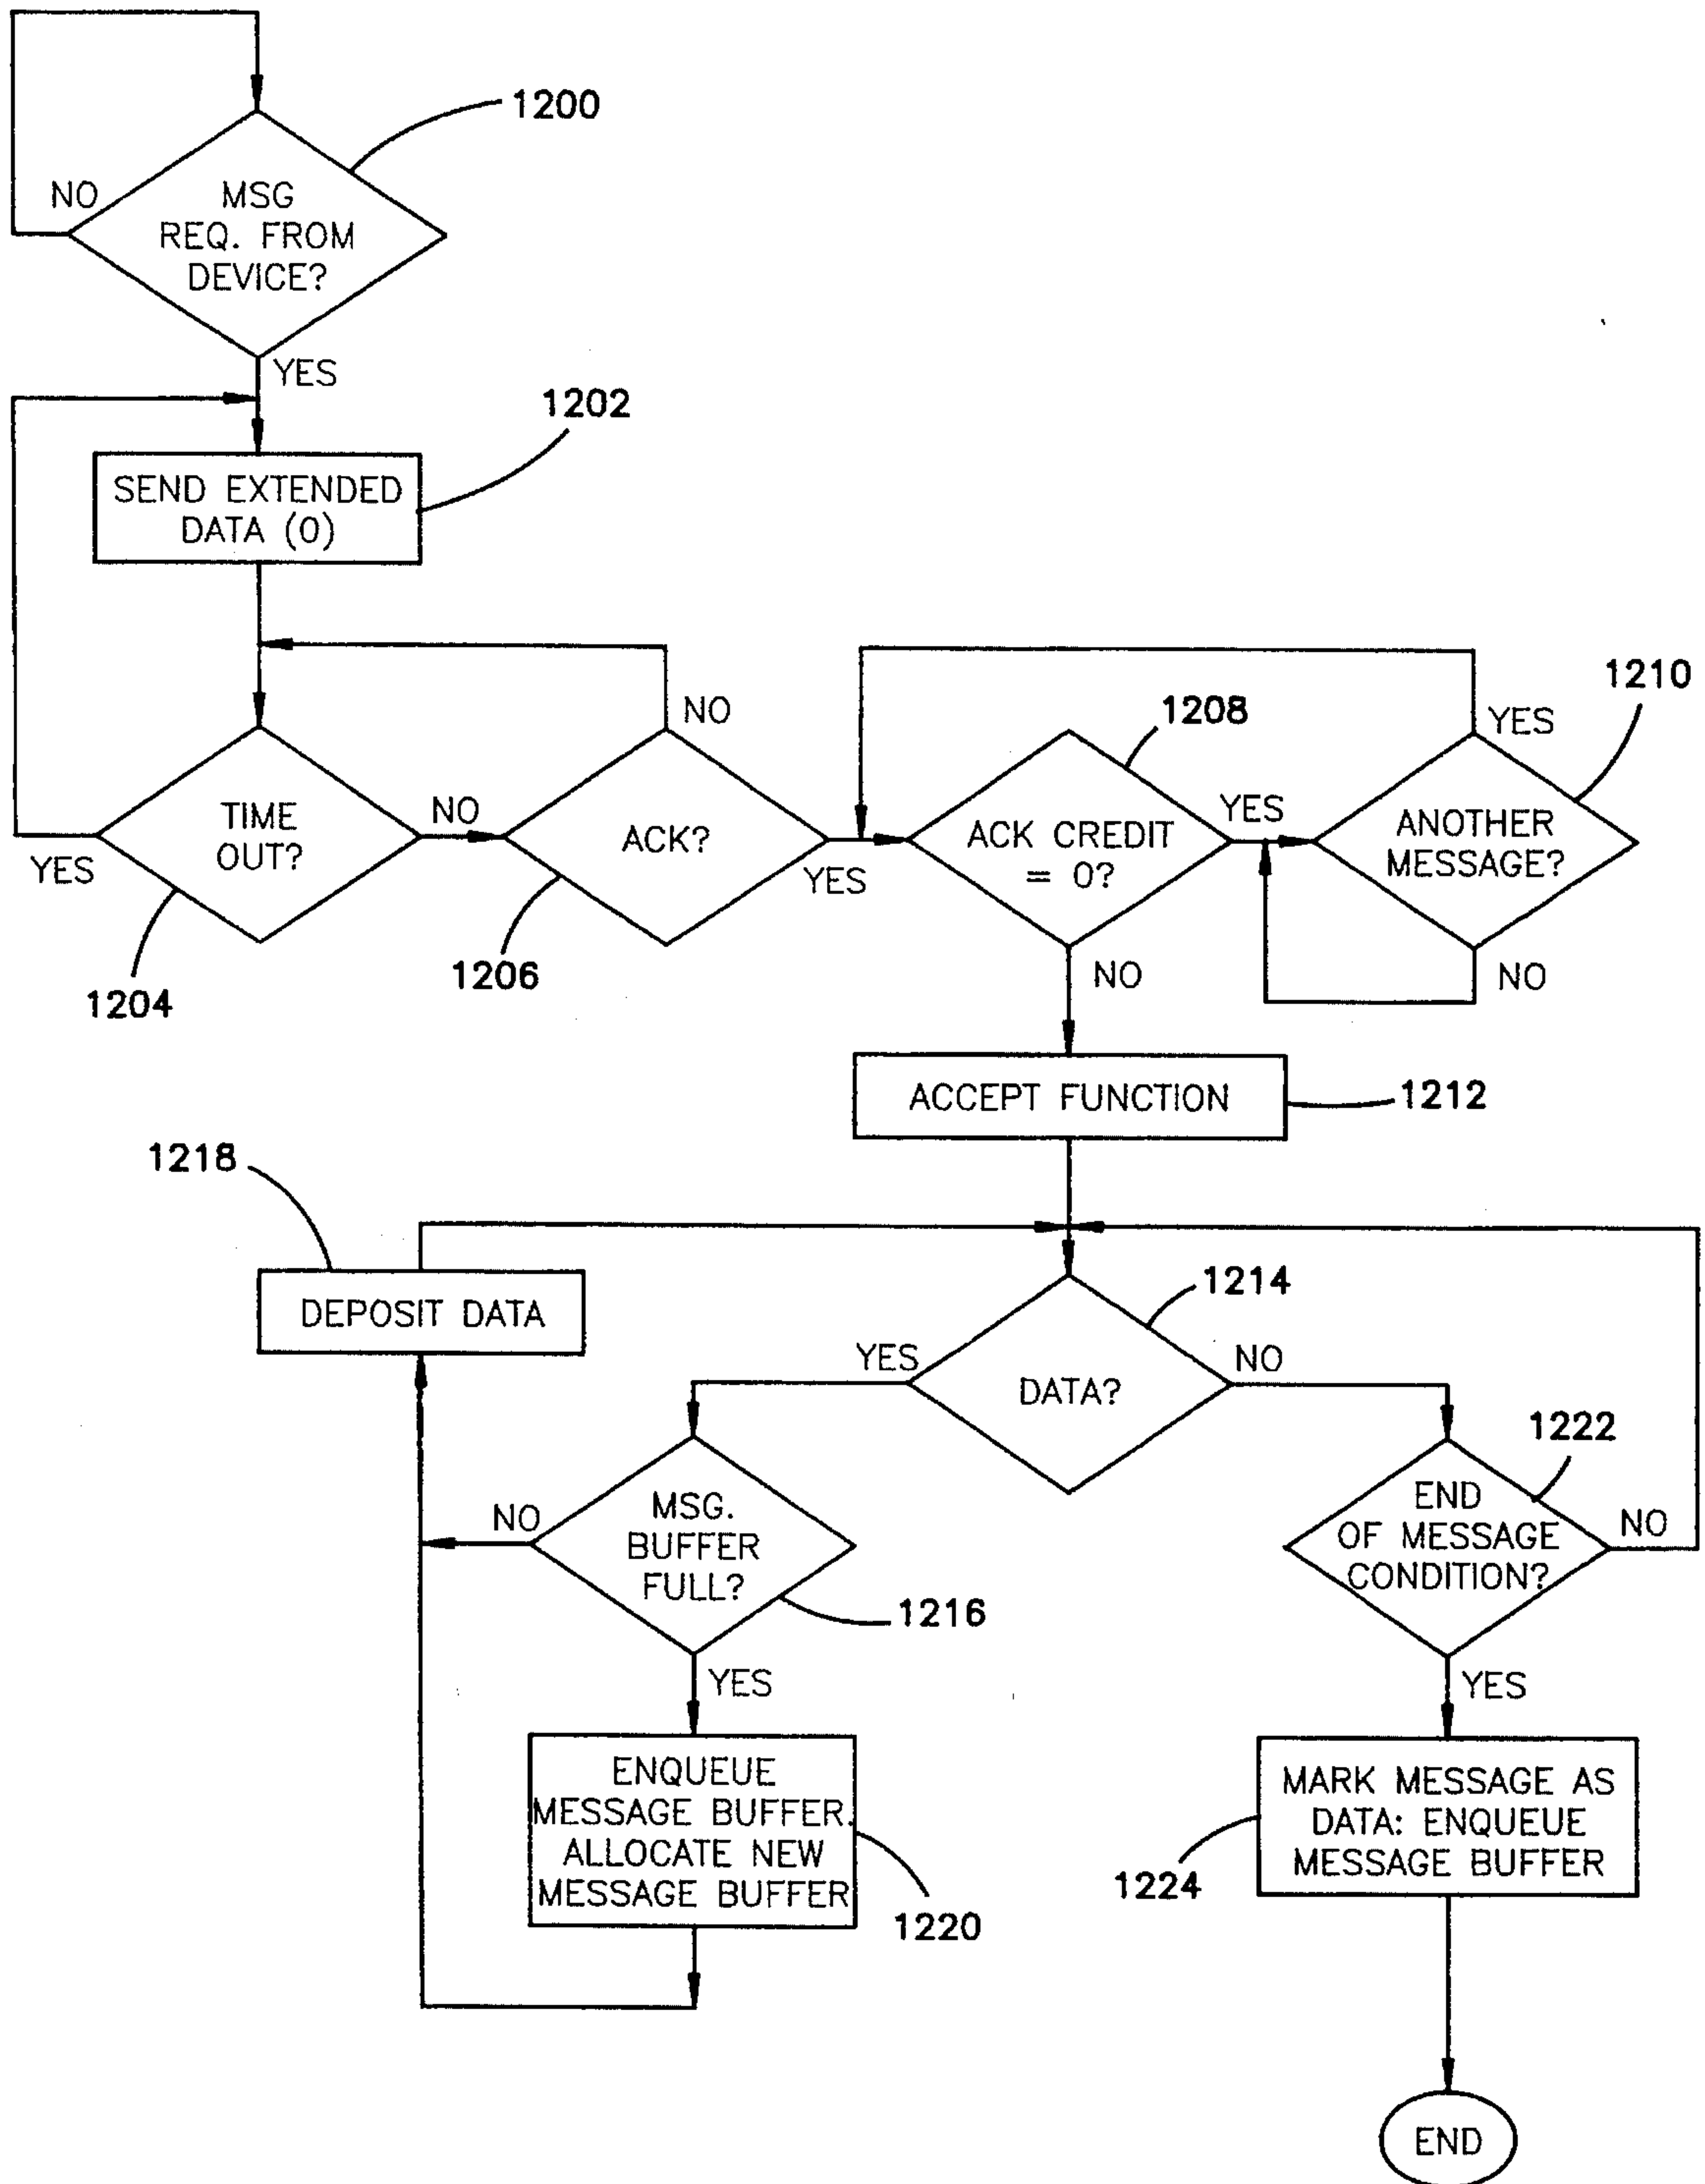 1200
NO
MSG
REQ. FROM
DEVICE?
YES
1202
SEND EXTENDED
DATA (0)
1210
NO
1208
YES
TIME
OUT?
NO
ACK?
YES
ACK CREDIT
= 0?
YES
ANOTHER
MESSAGE?
YES
1204
1206
NO
NO
ACCEPT FUNCTION
1212
1218
DEPOSIT DATA
1214
YES
DATA?
NO
1222
NO
MSG.
BUFFER
FULL?
1216
END
OF MESSAGE
CONDITION?
NO
YES
YES
ENQUEUE
MESSAGE BUFFER.
ALLOCATE NEW
MESSAGE BUFFER
1220
MARK MESSAGE AS
DATA: ENQUEUE
MESSAGE BUFFER
1224
END